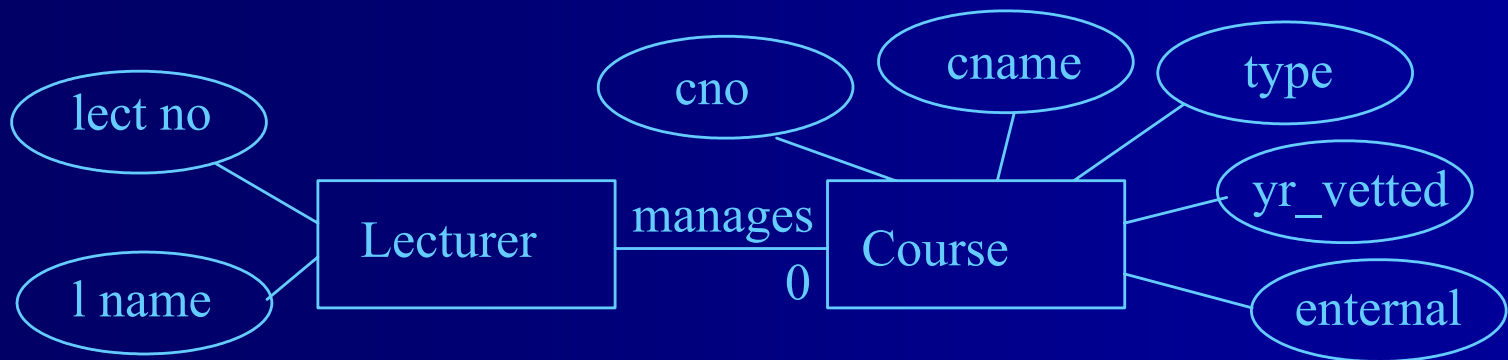 lect no
l name
Lecturer
manages
0
cno
cname
type
Course
yr_vetted
enternal